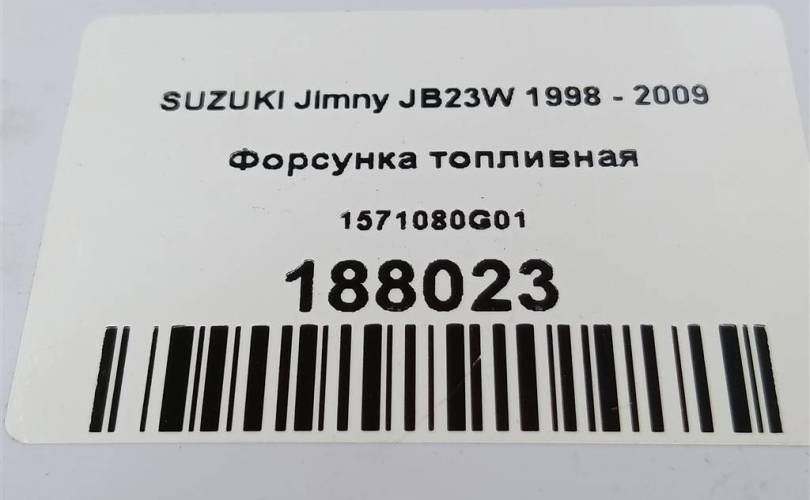 SUZUKI Jimny JB23W 1998 - 2009
Форсунка топливная
1571080G01
188023